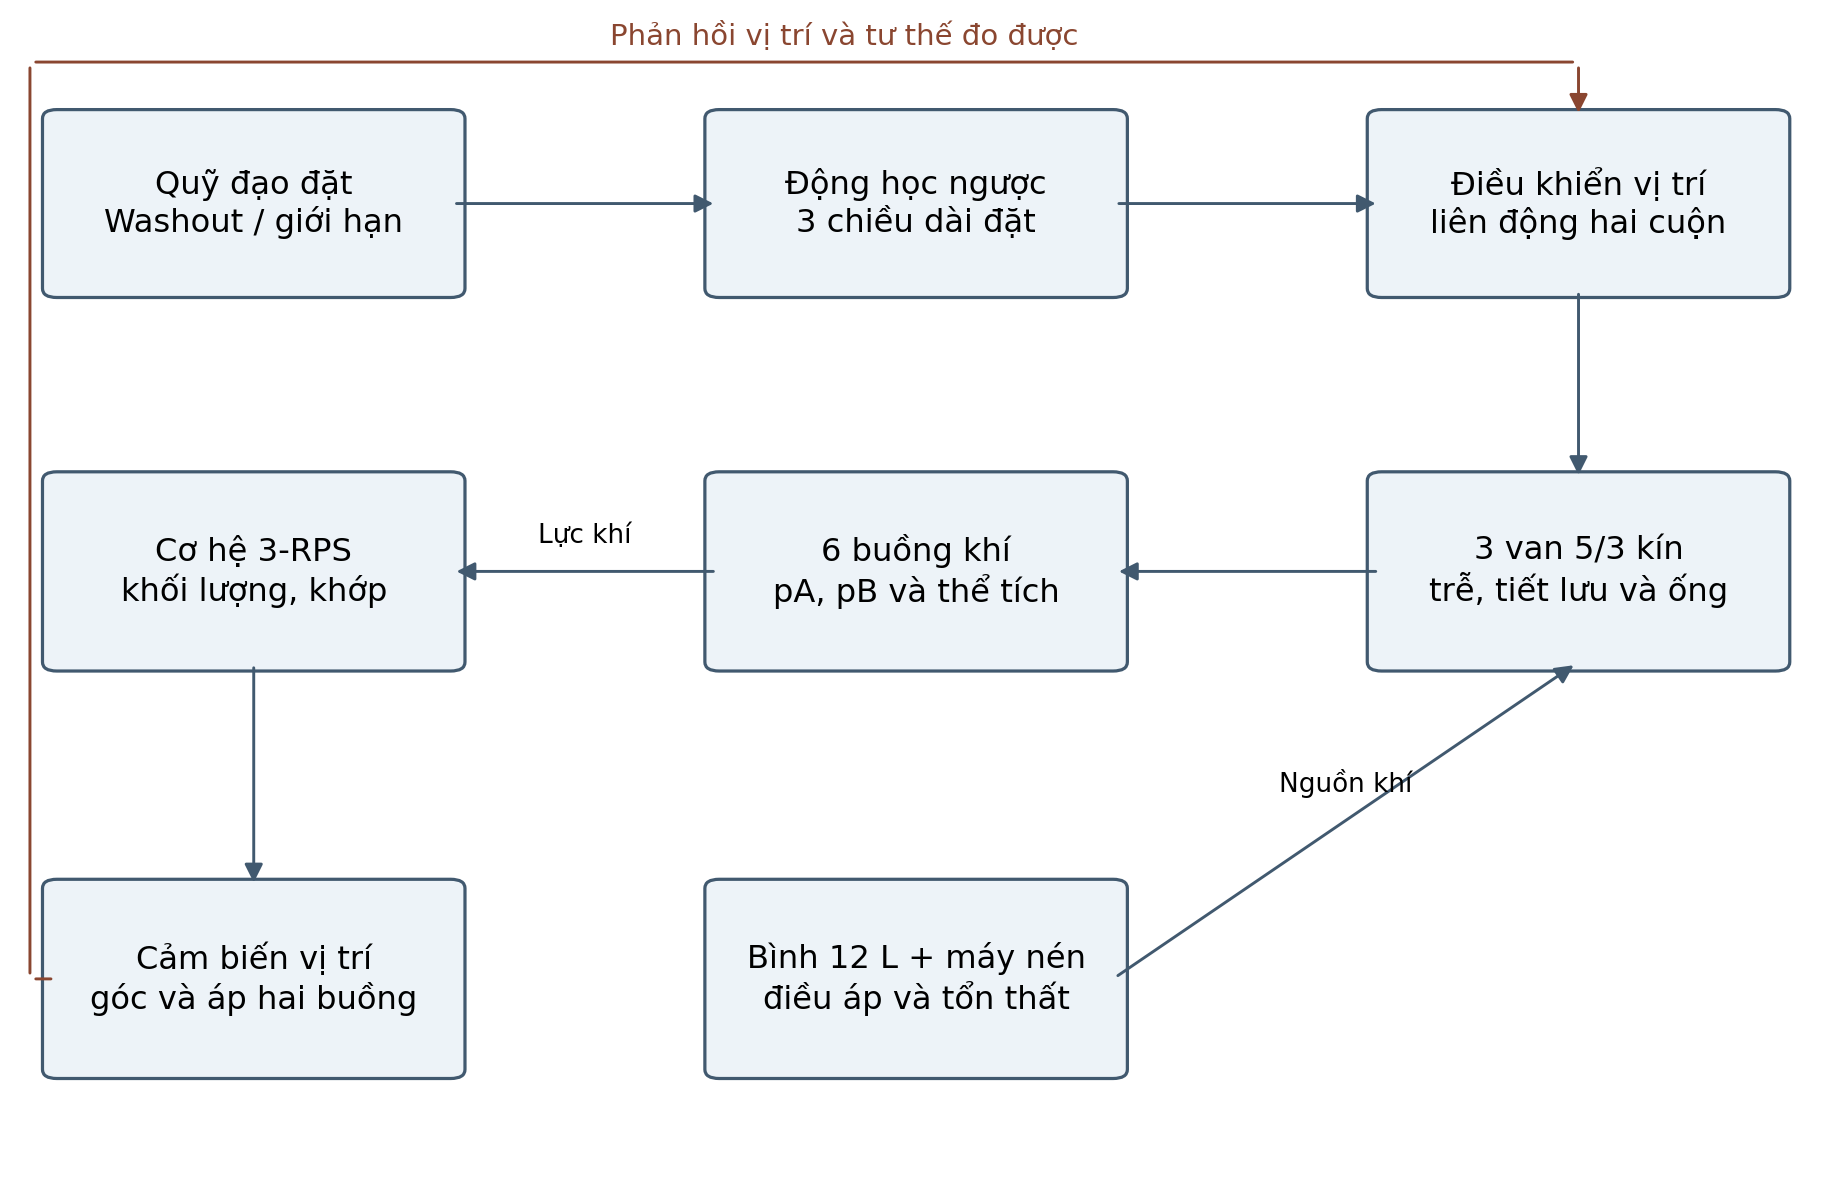 Phản hồi vị trí và tư thế đo được
Quỹ đạo đặt
Washout / giới hạn
Động học ngược
3 chiều dài đặt
Điều khiển vị trí
liên động hai cuộn
Cơ hệ 3-RPS
khối lượng, khớp
Lực khí
6 buồng khí
pA, pB và thể tích
3 van 5/3 kín
trễ, tiết lưu và ống
Nguồn khí
Cảm biến vị trí
góc và áp hai buồng
Bình 12 L + máy nén
điều áp và tổn thất